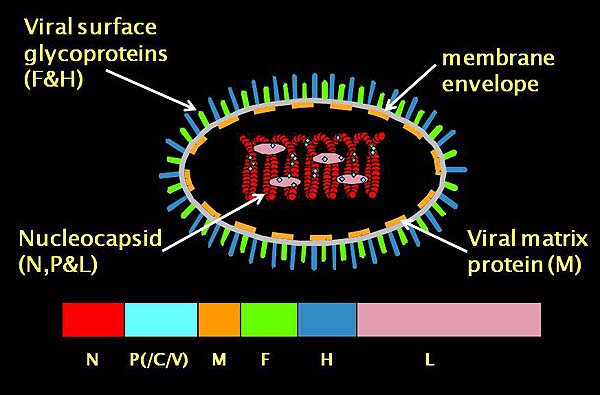 Viral surface
glycoproteins
(F&H)
membrane
envelope
Nucleocapsid
(N,P&L)
Viral matrix
protein (M)
N P(/C/V) M F H L